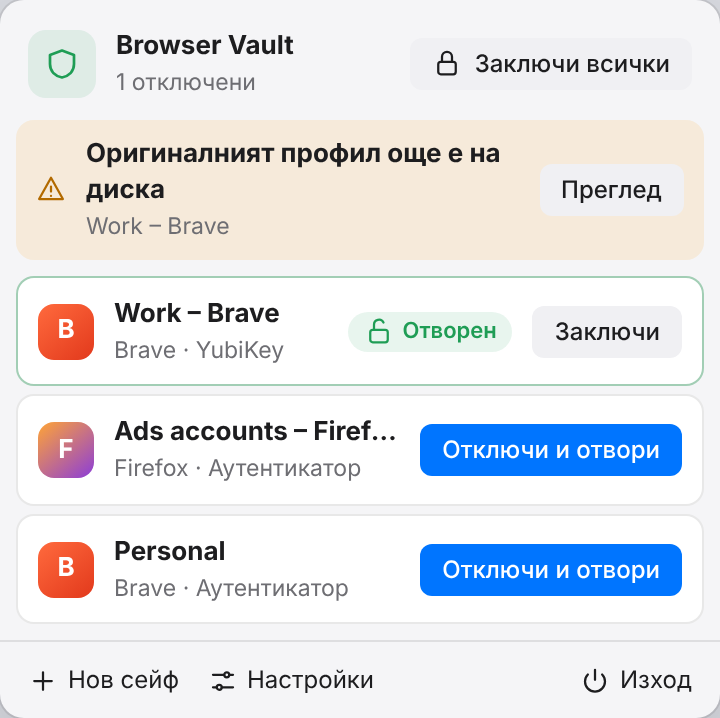 Browser Vault
1 отключени
Заключи всички
Оригиналният профил още е на
диска
Work – Brave
Преглед
B
Work – Brave
Brave · YubiKey
Отворен
Заключи
F
Ads accounts – Firef…
Firefox · Аутентикатор
Отключи и отвори
B
Personal
Brave · Аутентикатор
Отключи и отвори
Нов сейф
Настройки
Изход